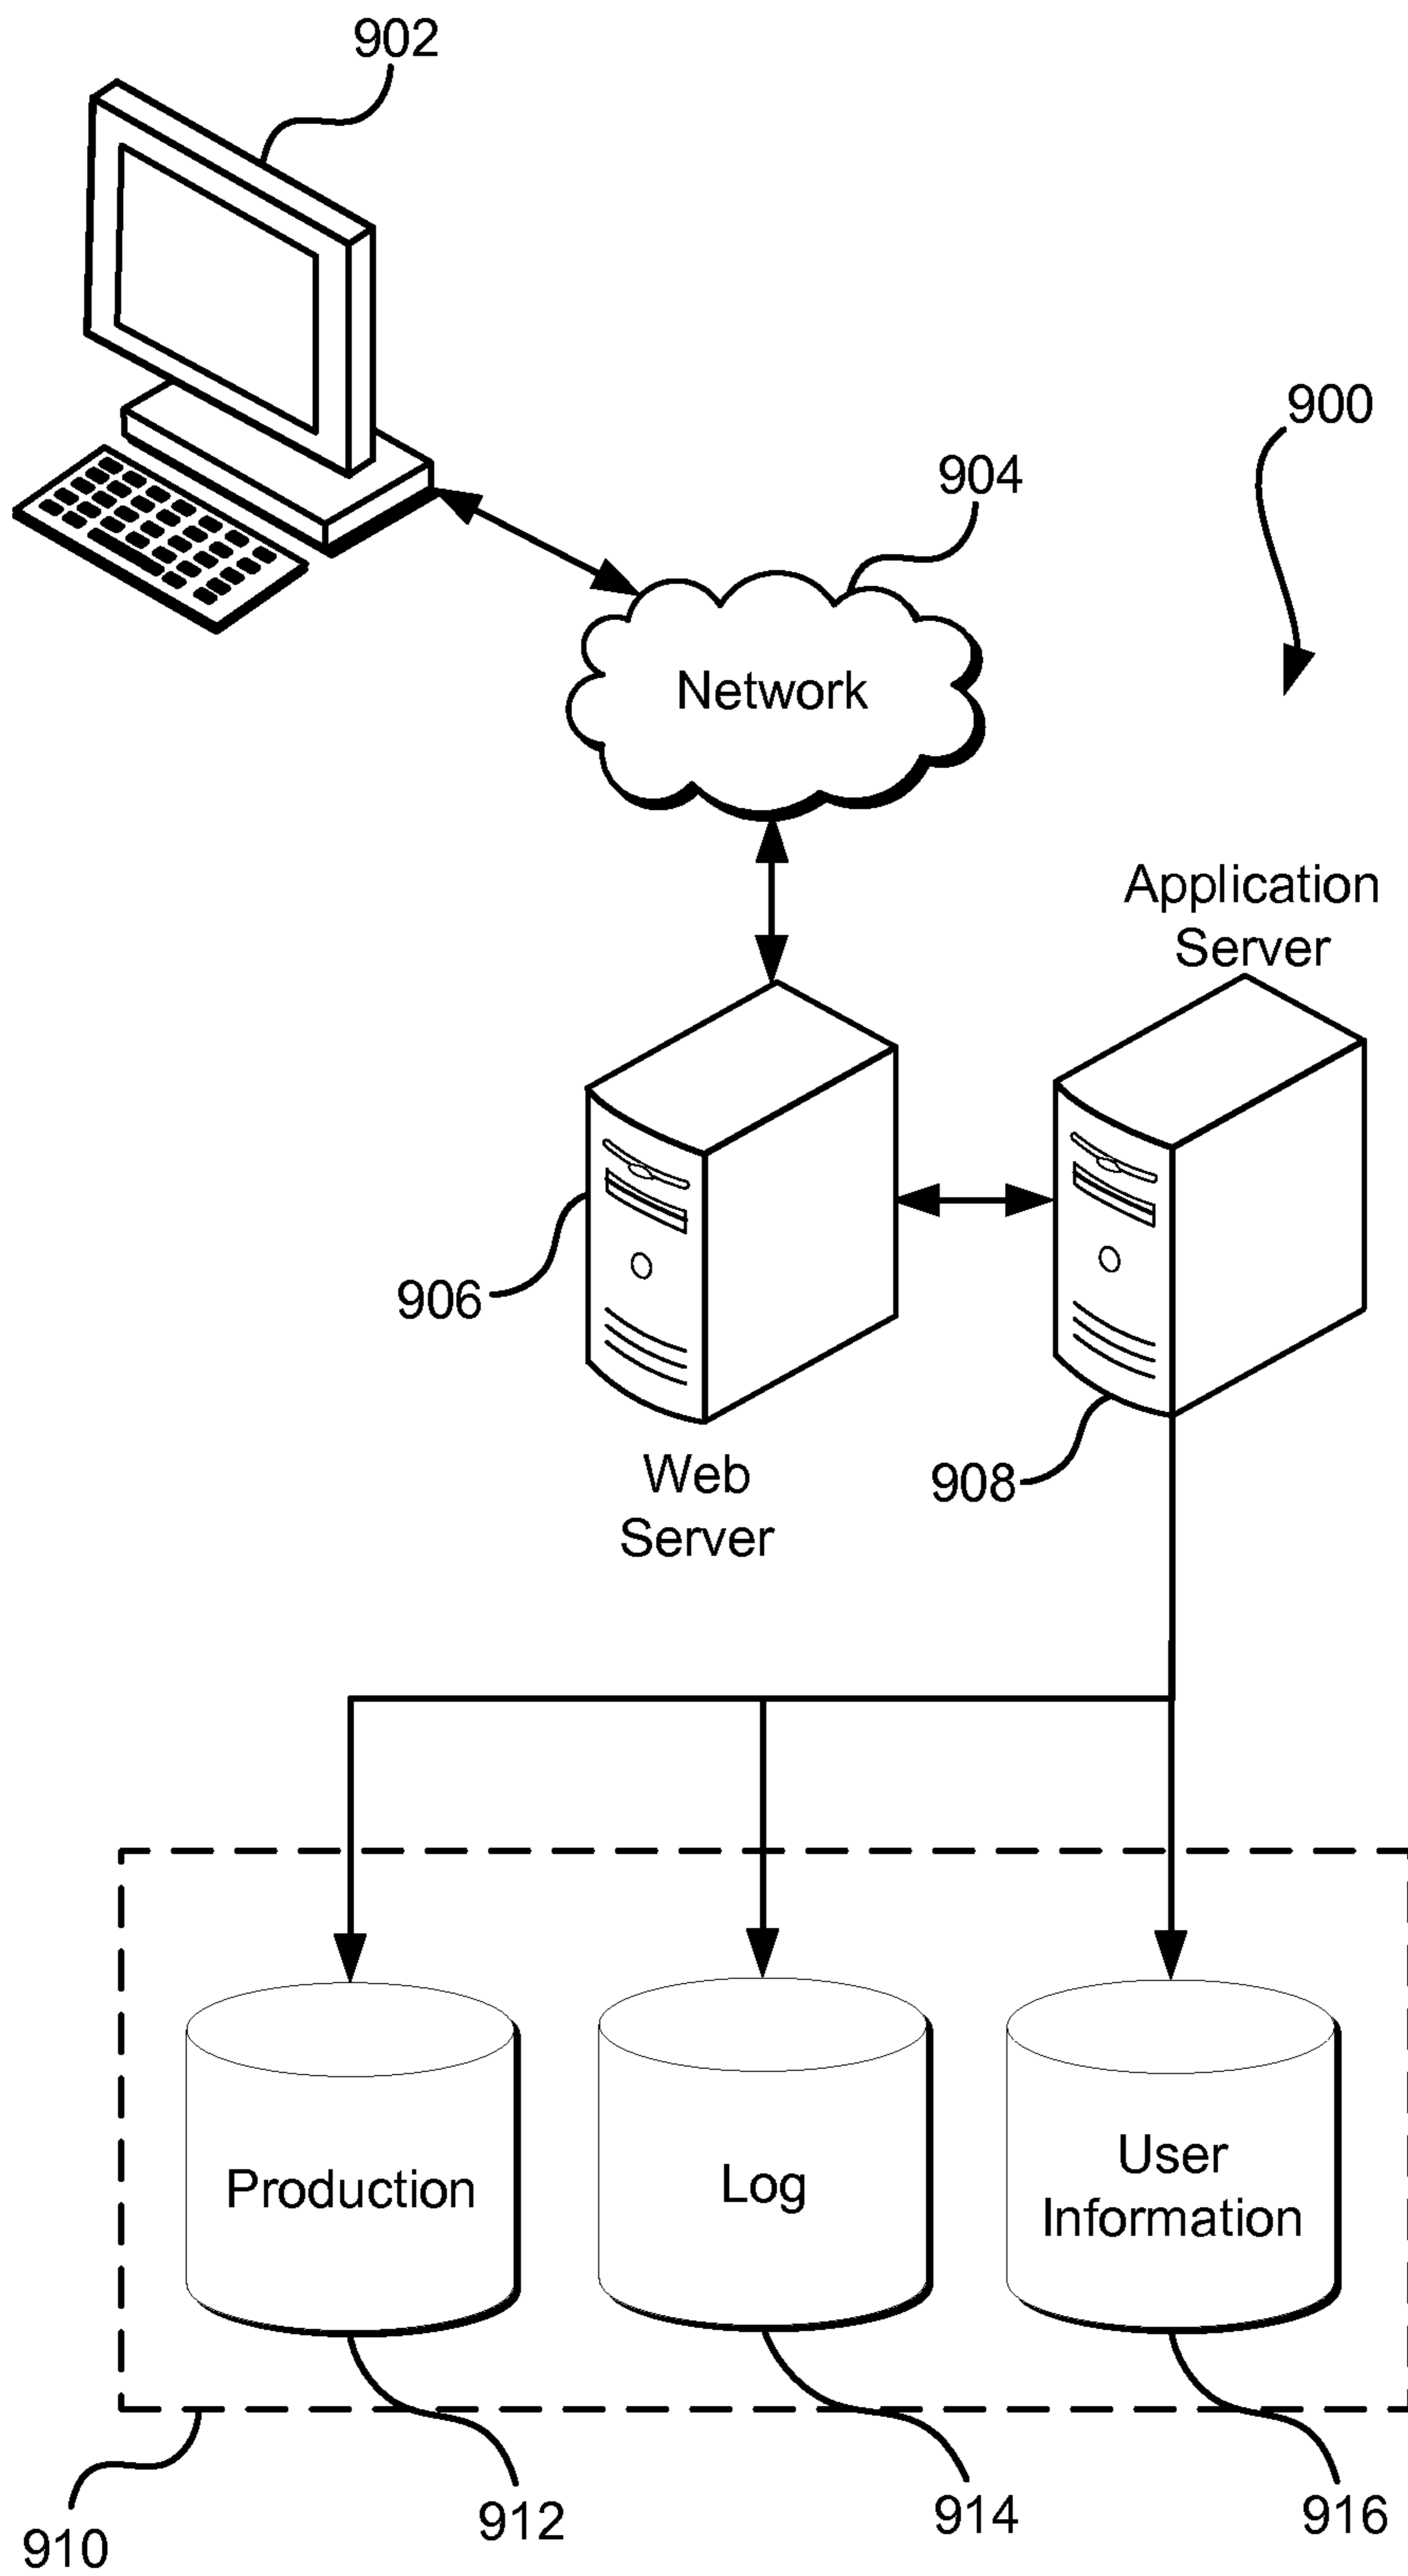 902
900
904
Network
Application
Server
906
908
Web
Server
Production
Log
User
Information
910
912
914
916